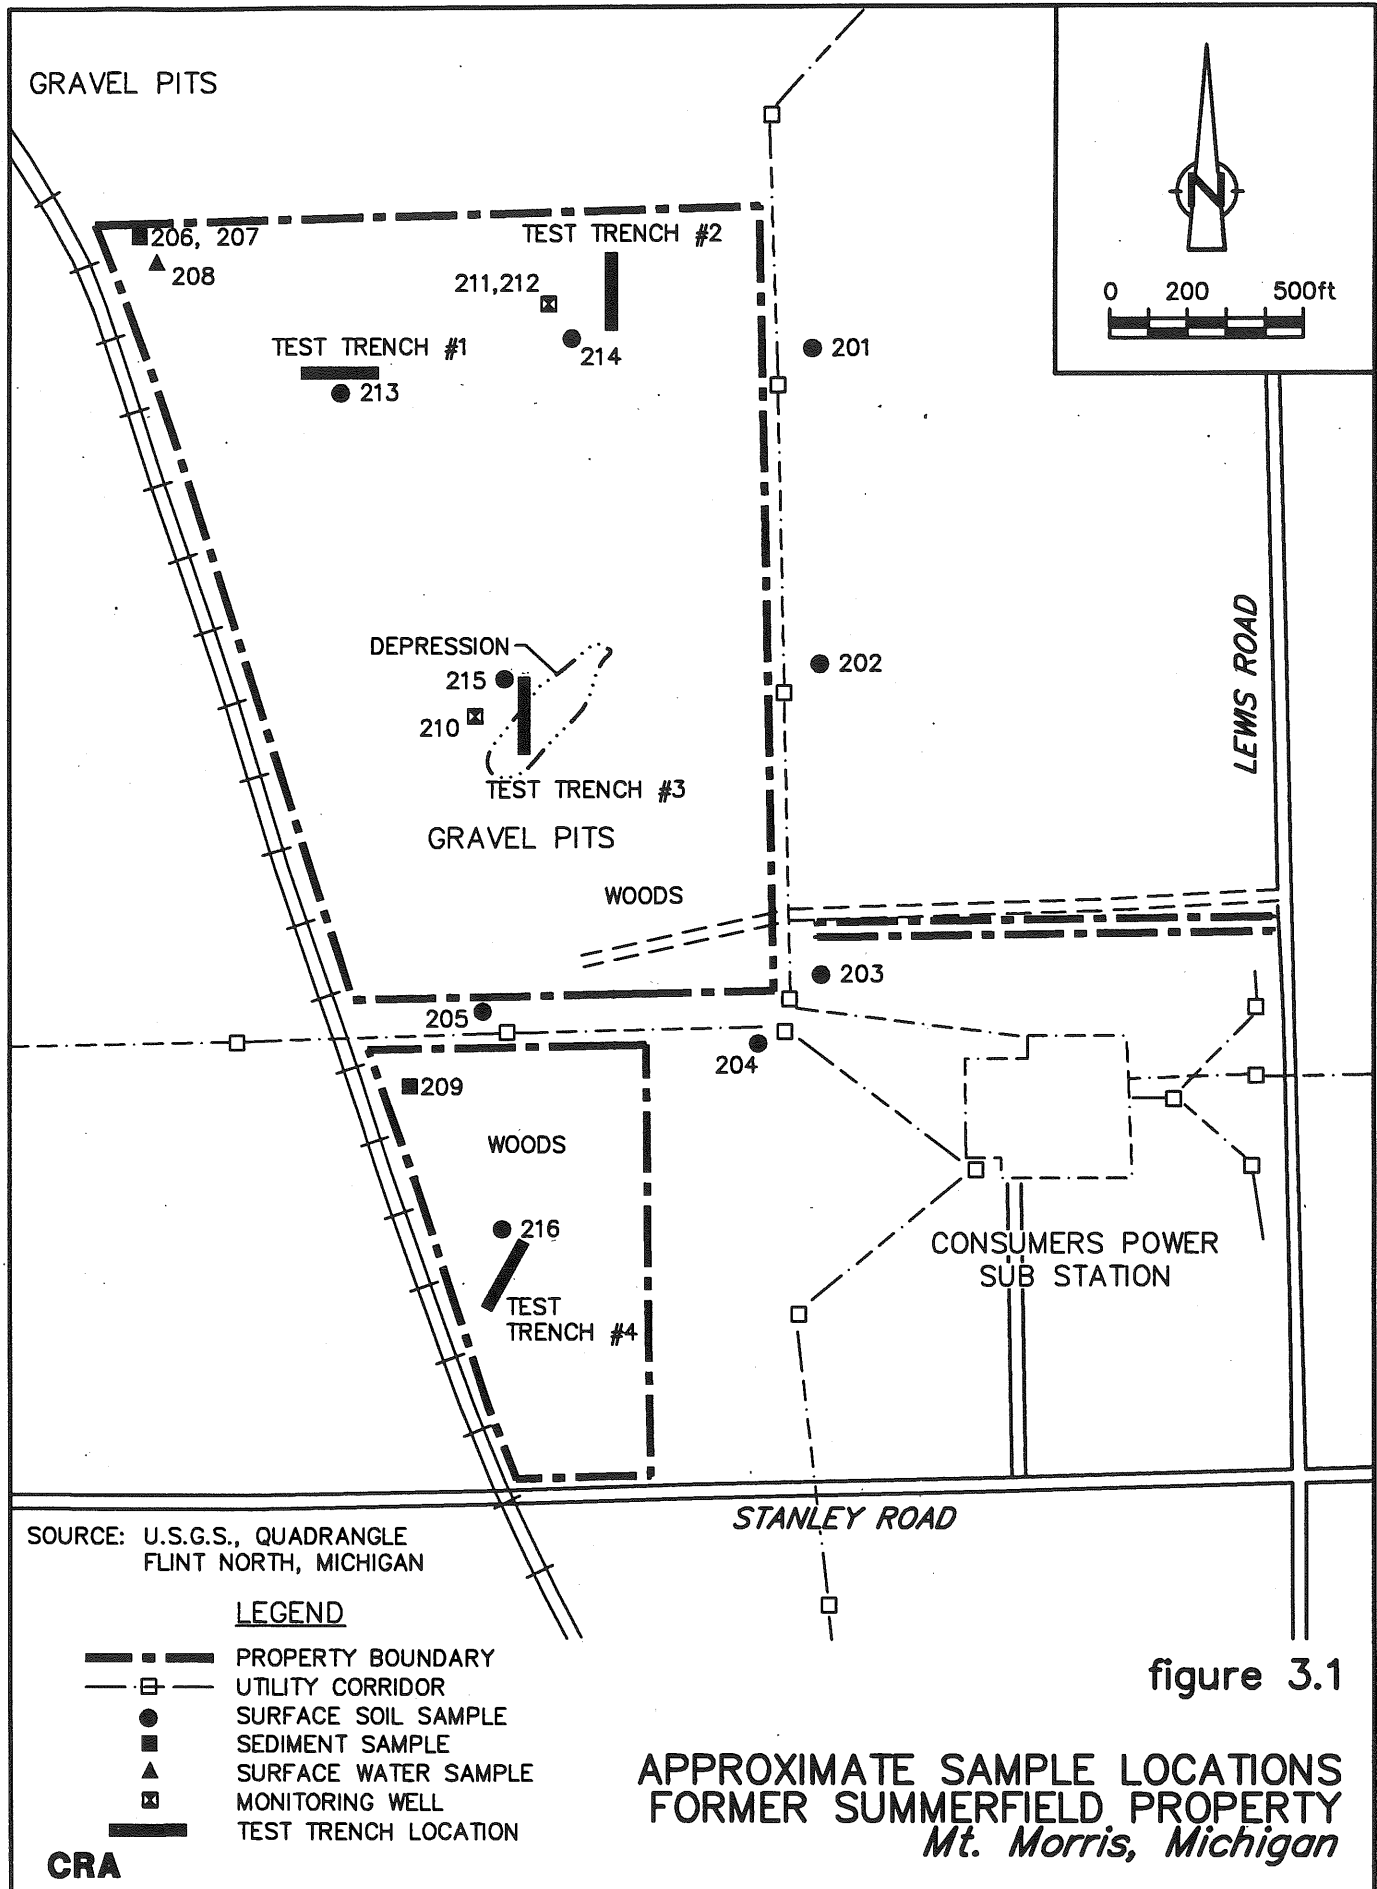 GRAVEL PITS
N
0 200 500ft
206, 207
208
TEST TRENCH #2
211,212
214
TEST TRENCH #1
213
201
DEPRESSION
215
210
TEST TRENCH #3
202
LEWIS ROAD
GRAVEL PITS
WOODS
203
205
204
209
WOODS
216
TEST
TRENCH #4
CONSUMERS POWER
SUB STATION
STANLEY ROAD
SOURCE: U.S.G.S., QUADRANGLE
FLINT NORTH, MICHIGAN
LEGEND
PROPERTY BOUNDARY
UTILITY CORRIDOR
SURFACE SOIL SAMPLE
SEDIMENT SAMPLE
SURFACE WATER SAMPLE
MONITORING WELL
TEST TRENCH LOCATION
figure 3.1
APPROXIMATE SAMPLE LOCATIONS
FORMER SUMMERFIELD PROPERTY
Mt. Morris, Michigan
CRA